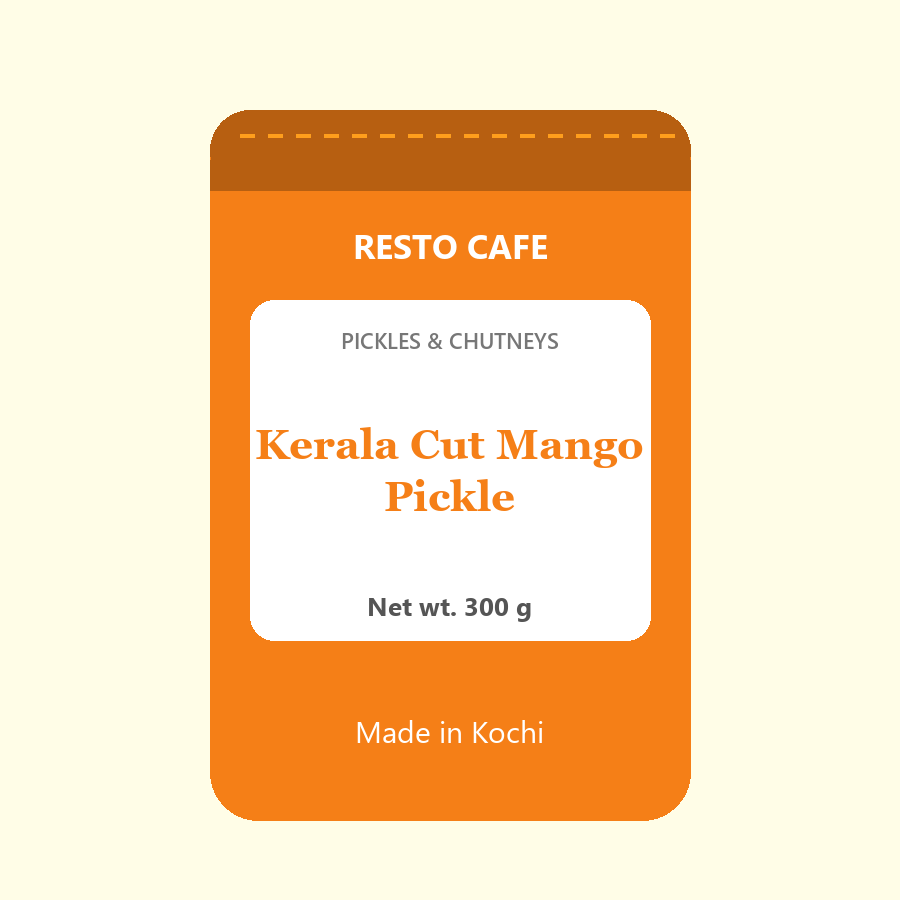 RESTO CAFE
PICKLES & CHUTNEYS
Kerala Cut Mango
Pickle
Net wt. 300 g
Made in Kochi